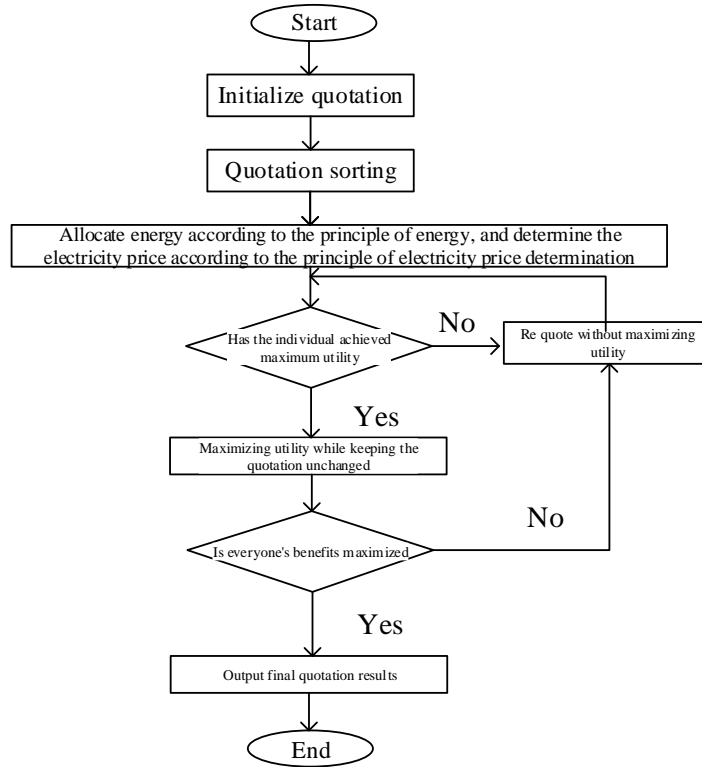 Start
Initialize quotation
Quotation sorting
Allocate energy according to the principle of energy, and determine the
electricity price according to the principle of electricity price determination
Has the individual achieved
maximum utility
No
Re quote without maximizing
utility
Yes
Maximizing utility while keeping the
quotation unchanged
No
Is everyone's benefits maximized
Yes
Output final quotation results
End